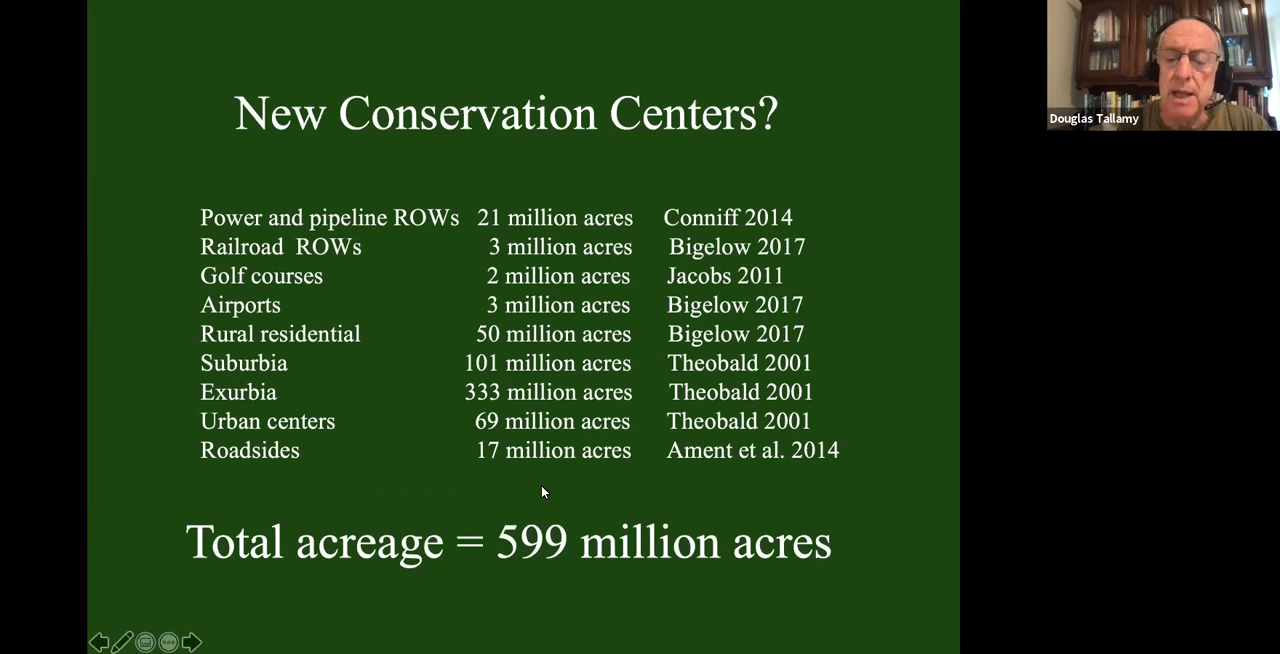 New Conservation Centers?
Power and pipeline ROWs 21 million acres Conniff 2014
Railroad ROWs 3 million acres Bigelow 2017
Golf courses 2 million acres Jacobs 2011
Airports 3 million acres Bigelow 2017
Rural residential 50 million acres Bigelow 2017
Suburbia 101 million acres Theobald 2001
Exurbia 333 million acres Theobald 2001
Urban centers 69 million acres Theobald 2001
Roadsides 17 million acres Ament et al. 2014
Total acreage = 599 million acres
Douglas Tallamy